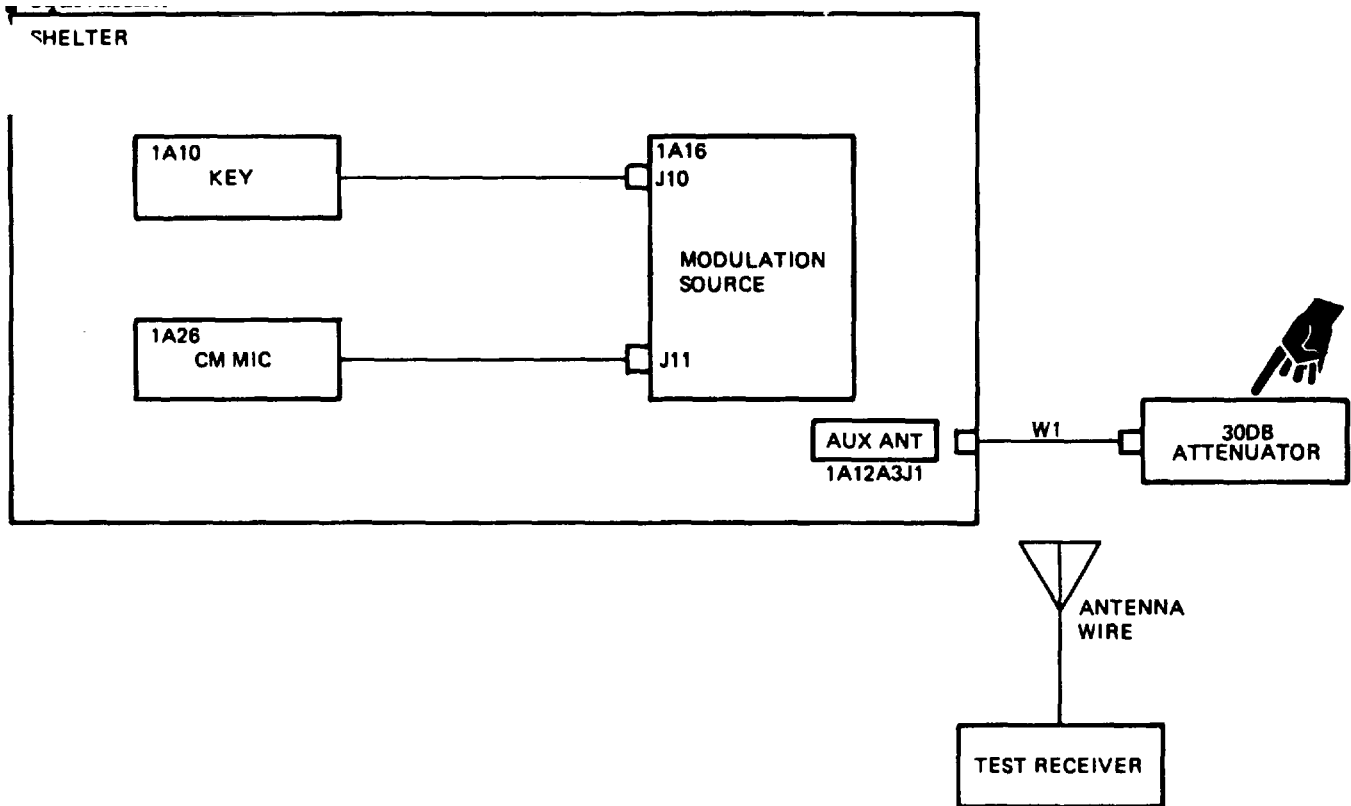 SHELTER
1A10
KEY
1A16
J10
MODULATION
SOURCE
1A26
CM MIC
J11
AUX ANT
1A12A3J1
W1
30DB
ATTENUATOR
ANTENNA
WIRE
TEST RECEIVER